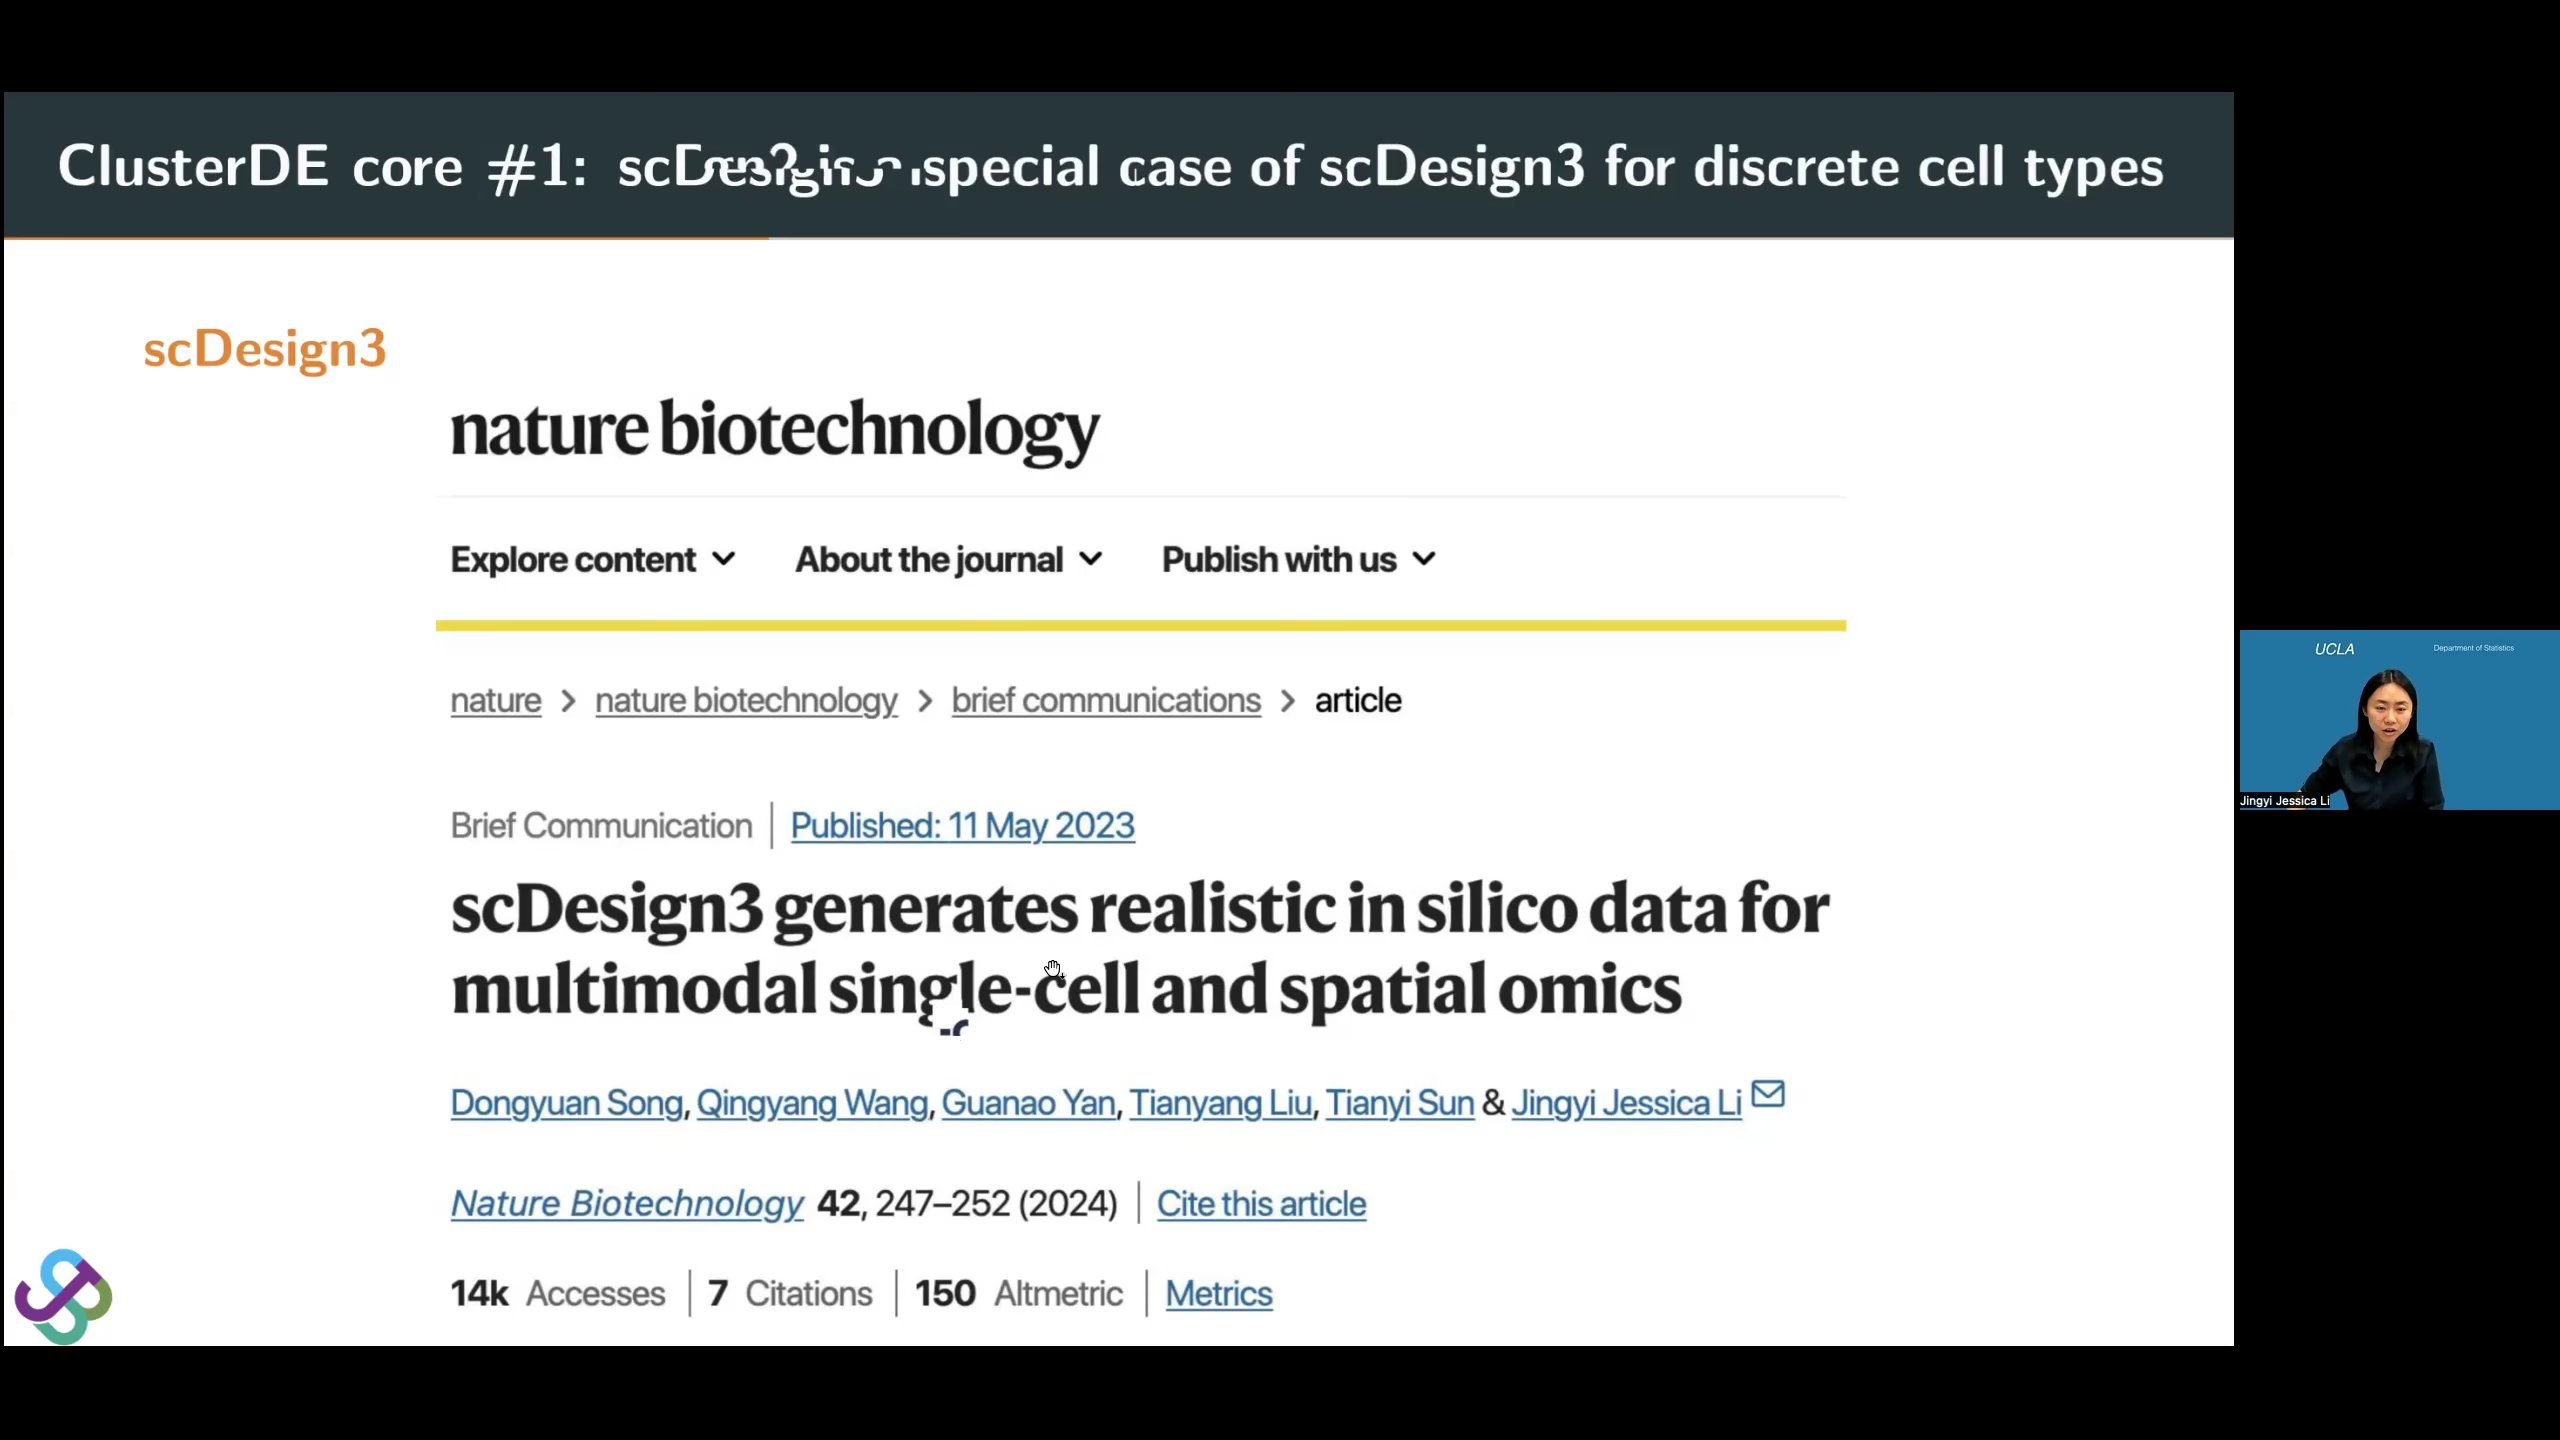 ClusterDE core #1: special case of scDesign3 for discrete cell types
scDesign3
nature biotechnology
Explore content About the journal Publish with us
nature > nature biotechnology > brief communications > article
Brief Communication | Published: 11 May 2023
scDesign3 generates realistic in silico data for
multimodal single-cell and spatial omics
Dongyuan Song, Qingyang Wang, Guanao Yan, Tianyang Liu, Tianyi Sun & Jingyi Jessica Li
Nature Biotechnology 42, 247–252 (2024) | Cite this article
14k Accesses | 7 Citations | 150 Altmetric | Metrics
UCLA Department of Statistics
Jingyi Jessica Li